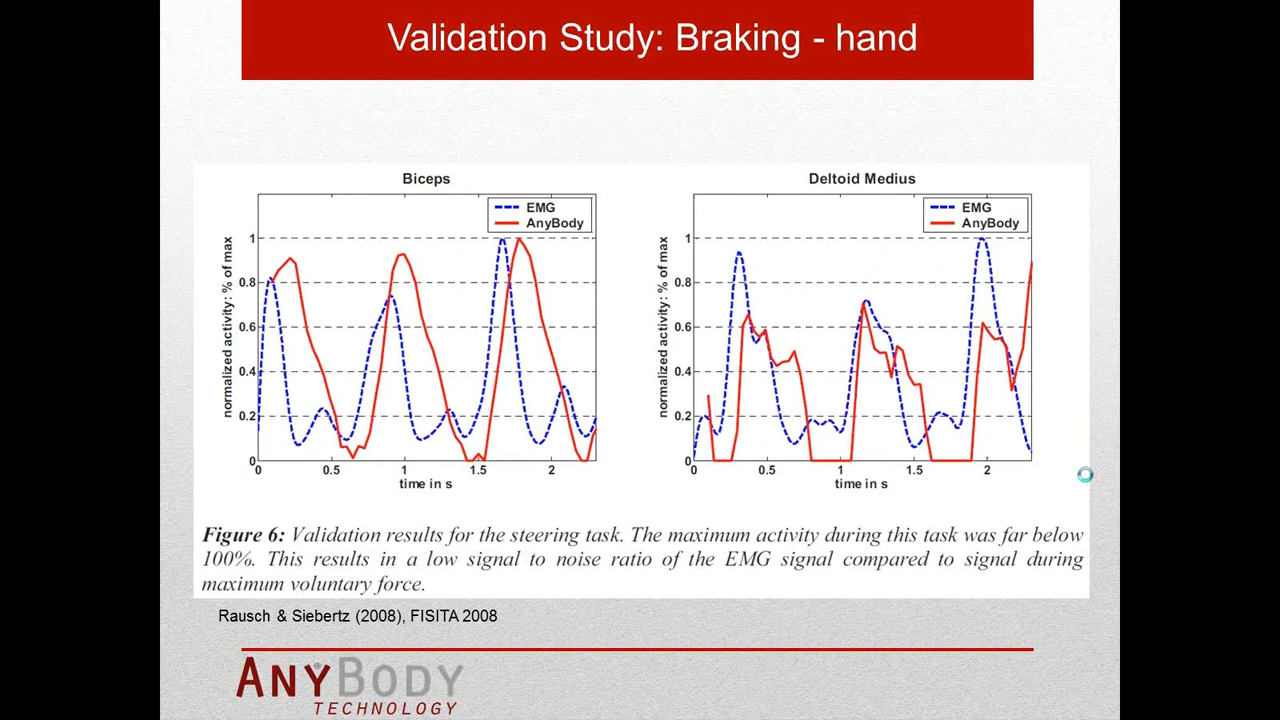 Validation Study: Braking - hand
Biceps
EMG
AnyBody
1
0.8
0.6
0.4
0.2
0
normalized activity: % of max
0
0.5
1
1.5
2
time in s
Deltoid Medius
EMG
AnyBody
1
0.8
0.6
0.4
0.2
0
normalized activity: % of max
0
0.5
1
1.5
2
time in s
Figure 6: Validation results for the steering task. The maximum activity during this task was far below
100%. This results in a low signal to noise ratio of the EMG signal compared to signal during
maximum voluntary force.
Rausch & Siebertz (2008), FISITA 2008
ANYBODY
TECHNOLOGY